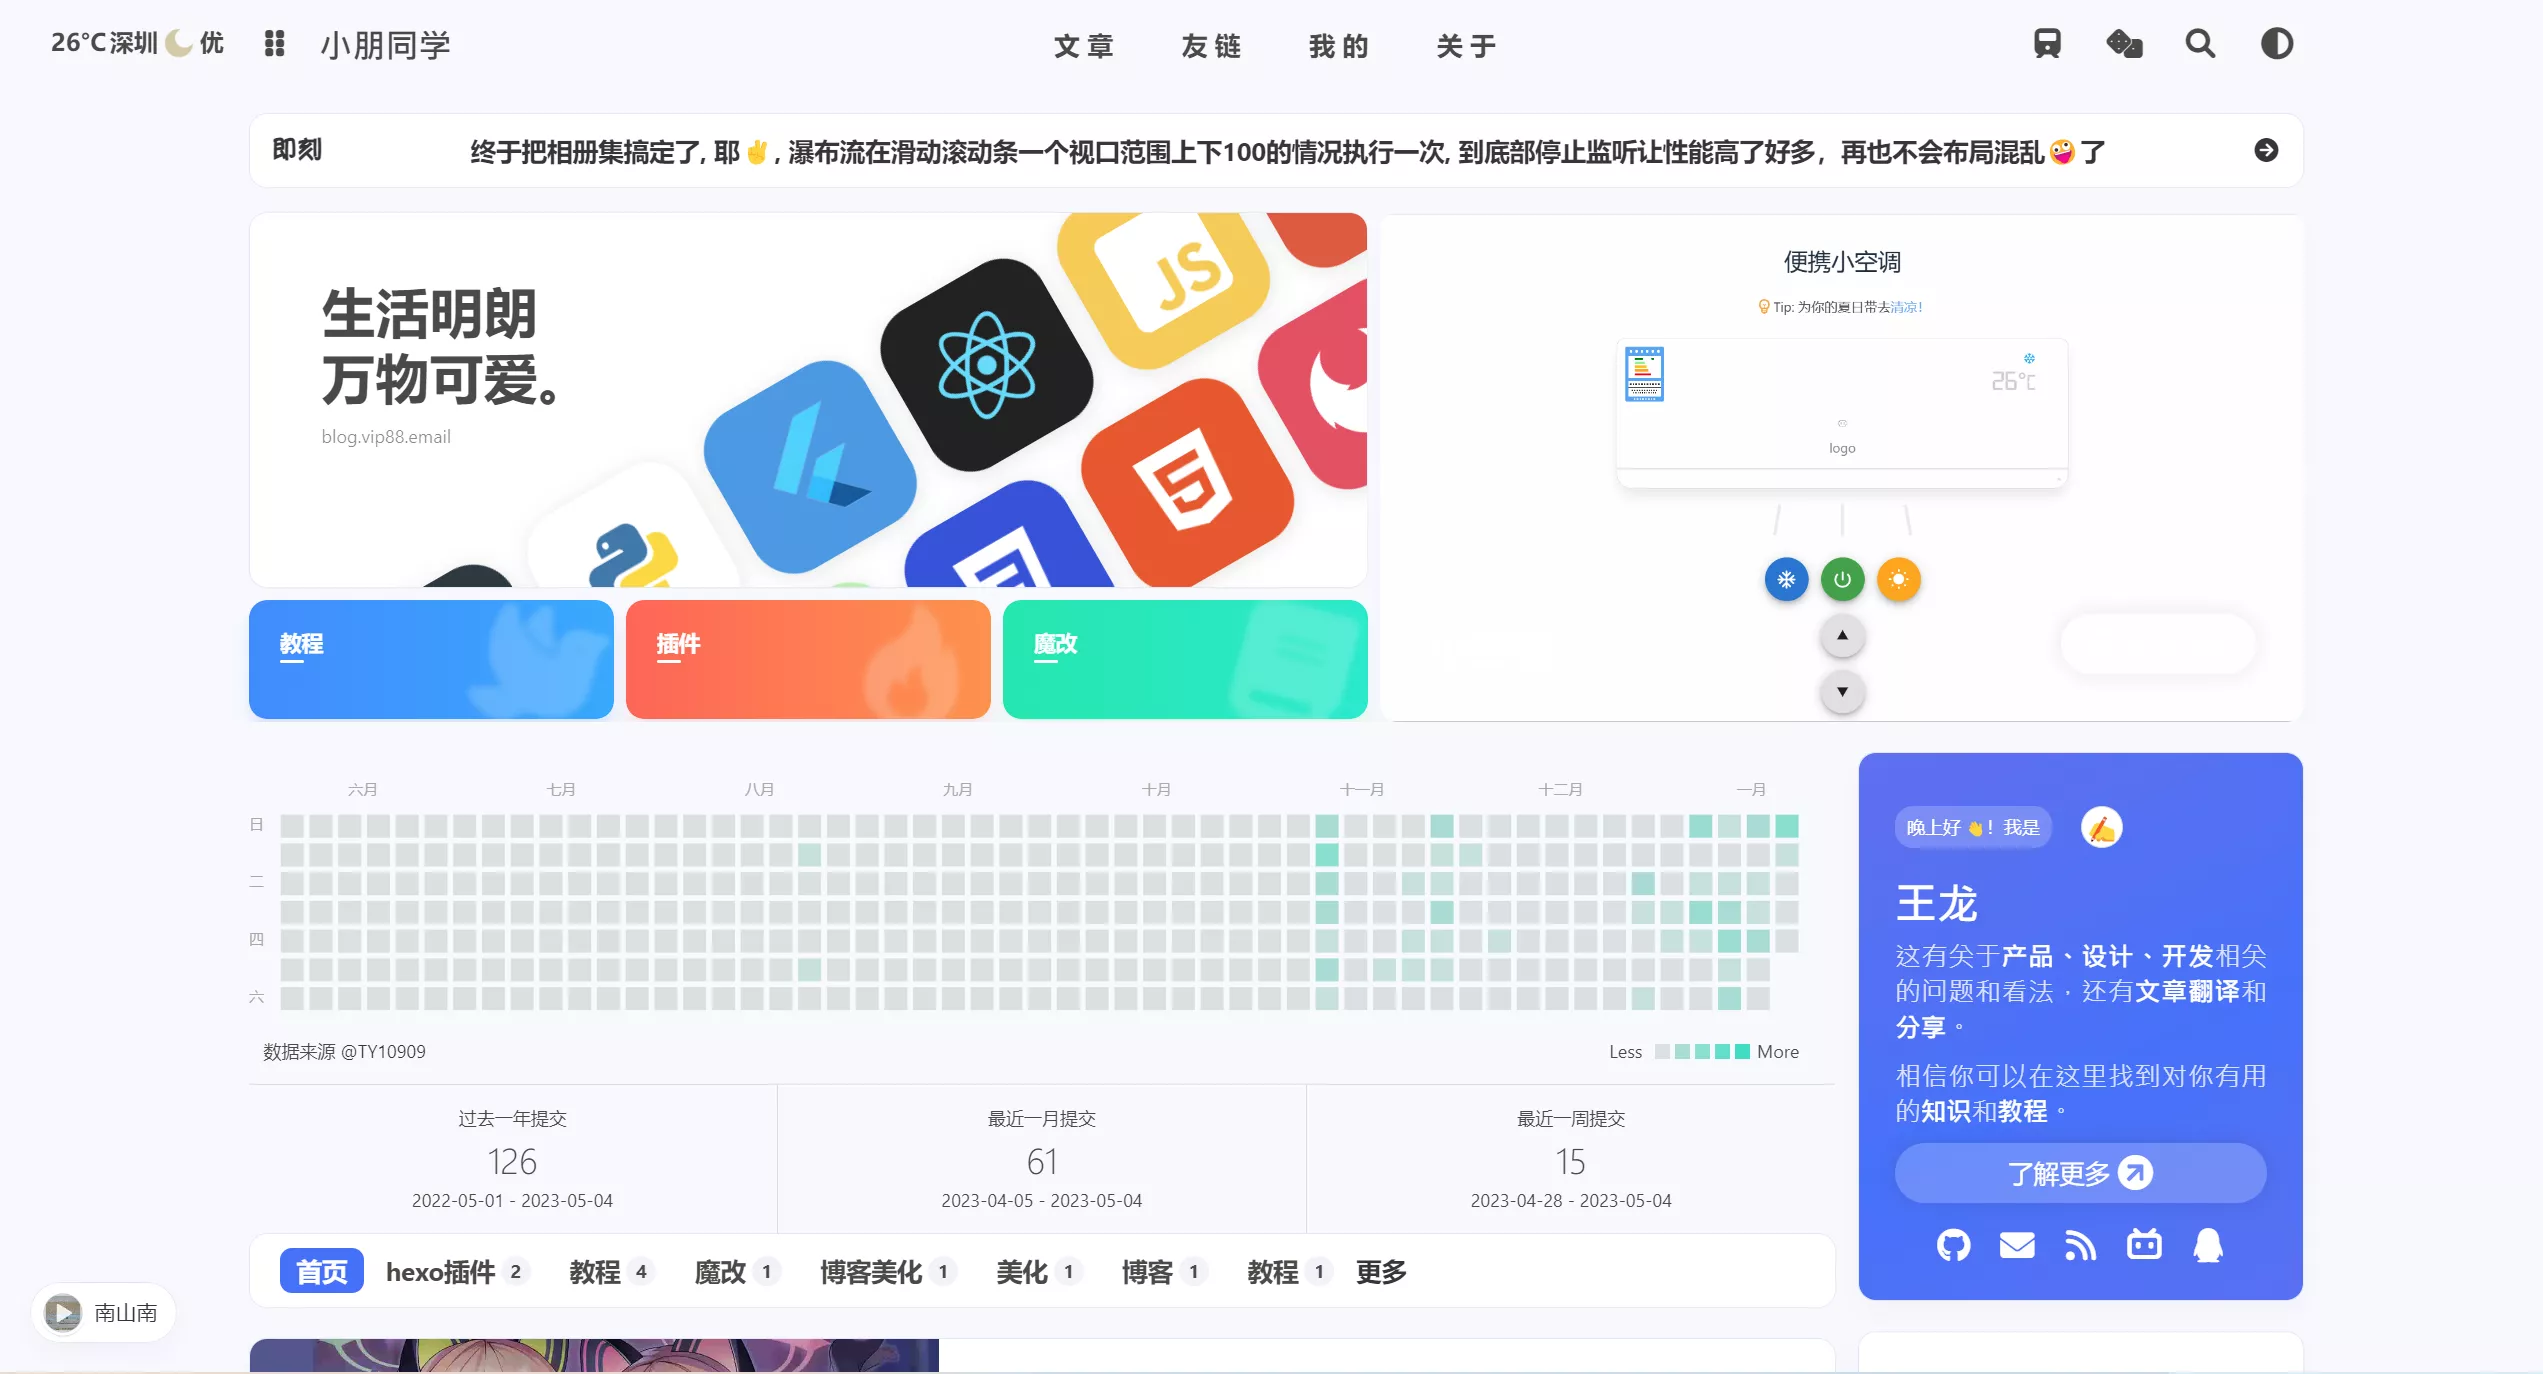 26℃深圳 优
小朋同学
文章 友链 我的 关于
即刻
终于把相册集搞定了, 耶✌, 瀑布流在滑动滚动条一个视口范围上下100的情况执行一次, 到底部停止监听让性能高了好多，再也不会布局混乱🤪了
生活明朗
万物可爱。
blog.vip88.email
JS
教程
插件
魔改
便携小空调
Tip: 为你的夏日带去清凉!
26℃
logo
六月 七月 八月 九月 十月 十一月 十二月 一月
日
二
四
六
数据来源 @TY10909
Less More
过去一年提交
126
2022-05-01 - 2023-05-04
最近一月提交
61
2023-04-05 - 2023-05-04
最近一周提交
15
2023-04-28 - 2023-05-04
首页 hexo插件 2 教程 4 魔改 1 博客美化 1 美化 1 博客 1 教程 1 更多
晚上好👋！我是
王龙
这有关于产品、设计、开发相关
的问题和看法，还有文章翻译和
分享。
相信你可以在这里找到对你有用
的知识和教程。
了解更多
南山南